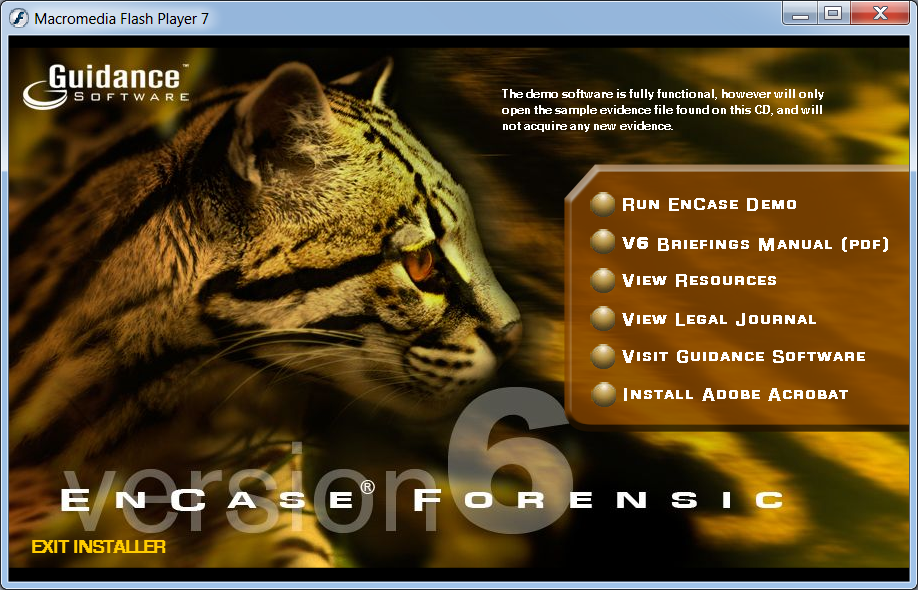 Macromedia Flash Player 7
Guidance™
SOFTWARE
The demo software is fully functional, however will only
open the sample evidence file found on this CD, and will
not acquire any new evidence.
RUN ENCASE DEMO
V6 BRIEFINGS MANUAL (PDF)
VIEW RESOURCES
VIEW LEGAL JOURNAL
VISIT GUIDANCE SOFTWARE
INSTALL ADOBE ACROBAT
version6
ENCASE® FORENSIC
EXIT INSTALLER